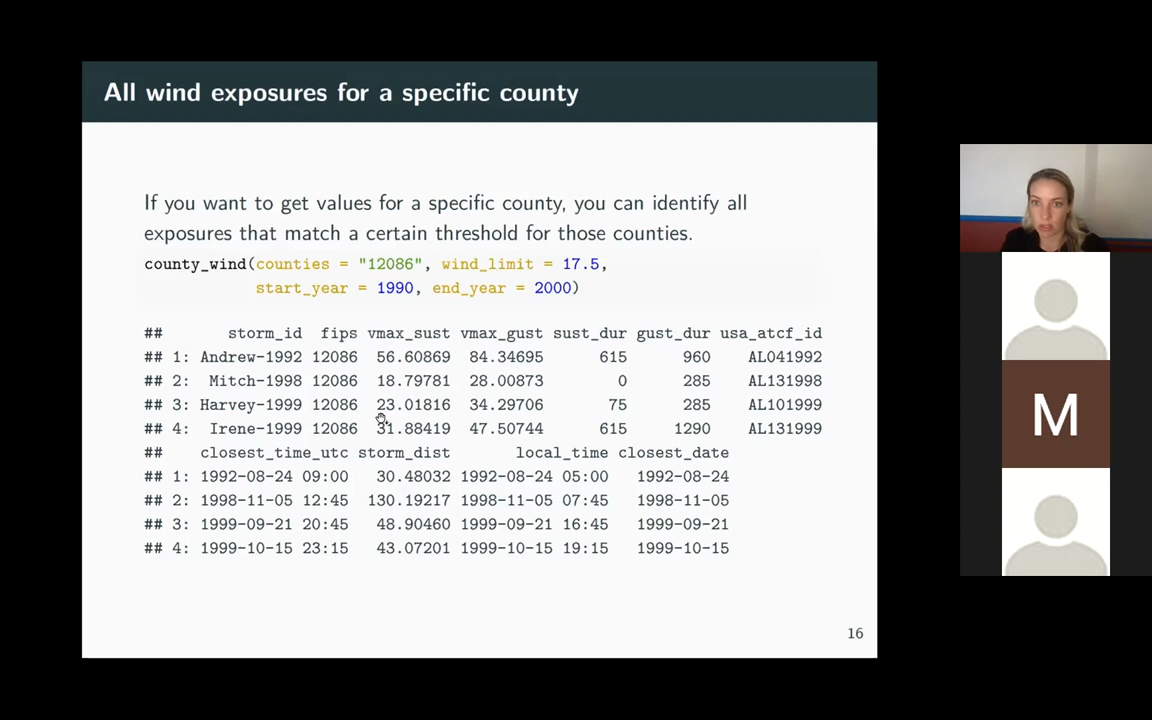 All wind exposures for a specific county
If you want to get values for a specific county, you can identify all
exposures that match a certain threshold for those counties.
county_wind(counties = "12086", wind_limit = 17.5,
start_year = 1990, end_year = 2000)
## storm_id fips vmax_sust vmax_gust sust_dur gust_dur usa_atcf_id
## 1: Andrew-1992 12086 56.60869 84.34695 615 960 AL041992
## 2: Mitch-1998 12086 18.79781 28.00873 0 285 AL131998
## 3: Harvey-1999 12086 23.01816 34.29706 75 285 AL101999
## 4: Irene-1999 12086 31.88419 47.50744 615 1290 AL131999
## closest_time_utc storm_dist local_time closest_date
## 1: 1992-08-24 09:00 30.48032 1992-08-24 05:00 1992-08-24
## 2: 1998-11-05 12:45 130.19217 1998-11-05 07:45 1998-11-05
## 3: 1999-09-21 20:45 48.90460 1999-09-21 16:45 1999-09-21
## 4: 1999-10-15 23:15 43.07201 1999-10-15 19:15 1999-10-15
16
M